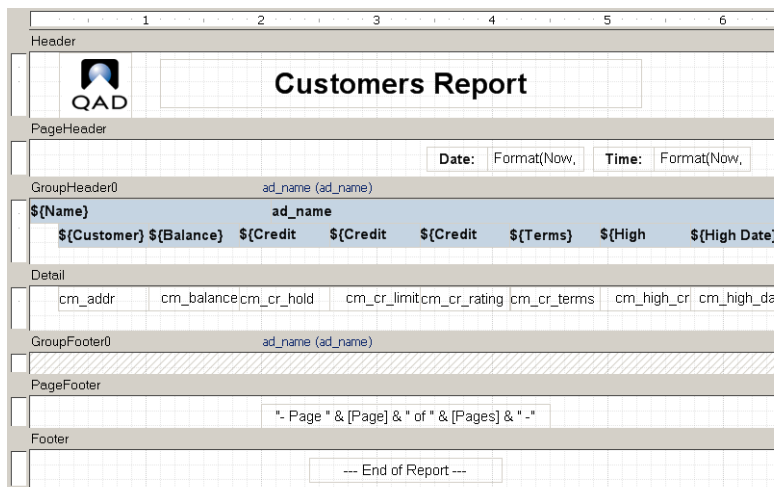 1 2 3 4 5 6
Header
QAD
Customers Report
PageHeader
Date: Format(Now, Time: Format(Now,
GroupHeader0 ad_name (ad_name)
${Name} ad_name
${Customer} ${Balance} ${Credit ${Credit ${Credit ${Terms} ${High ${High Date}
Detail
cm_addr cm_balance cm_cr_hold cm_cr_limit cm_cr_rating cm_cr_terms cm_high_cr cm_high_da
GroupFooter0 ad_name (ad_name)
PageFooter
"- Page " & [Page] & " of " & [Pages] & " -"
Footer
--- End of Report ---